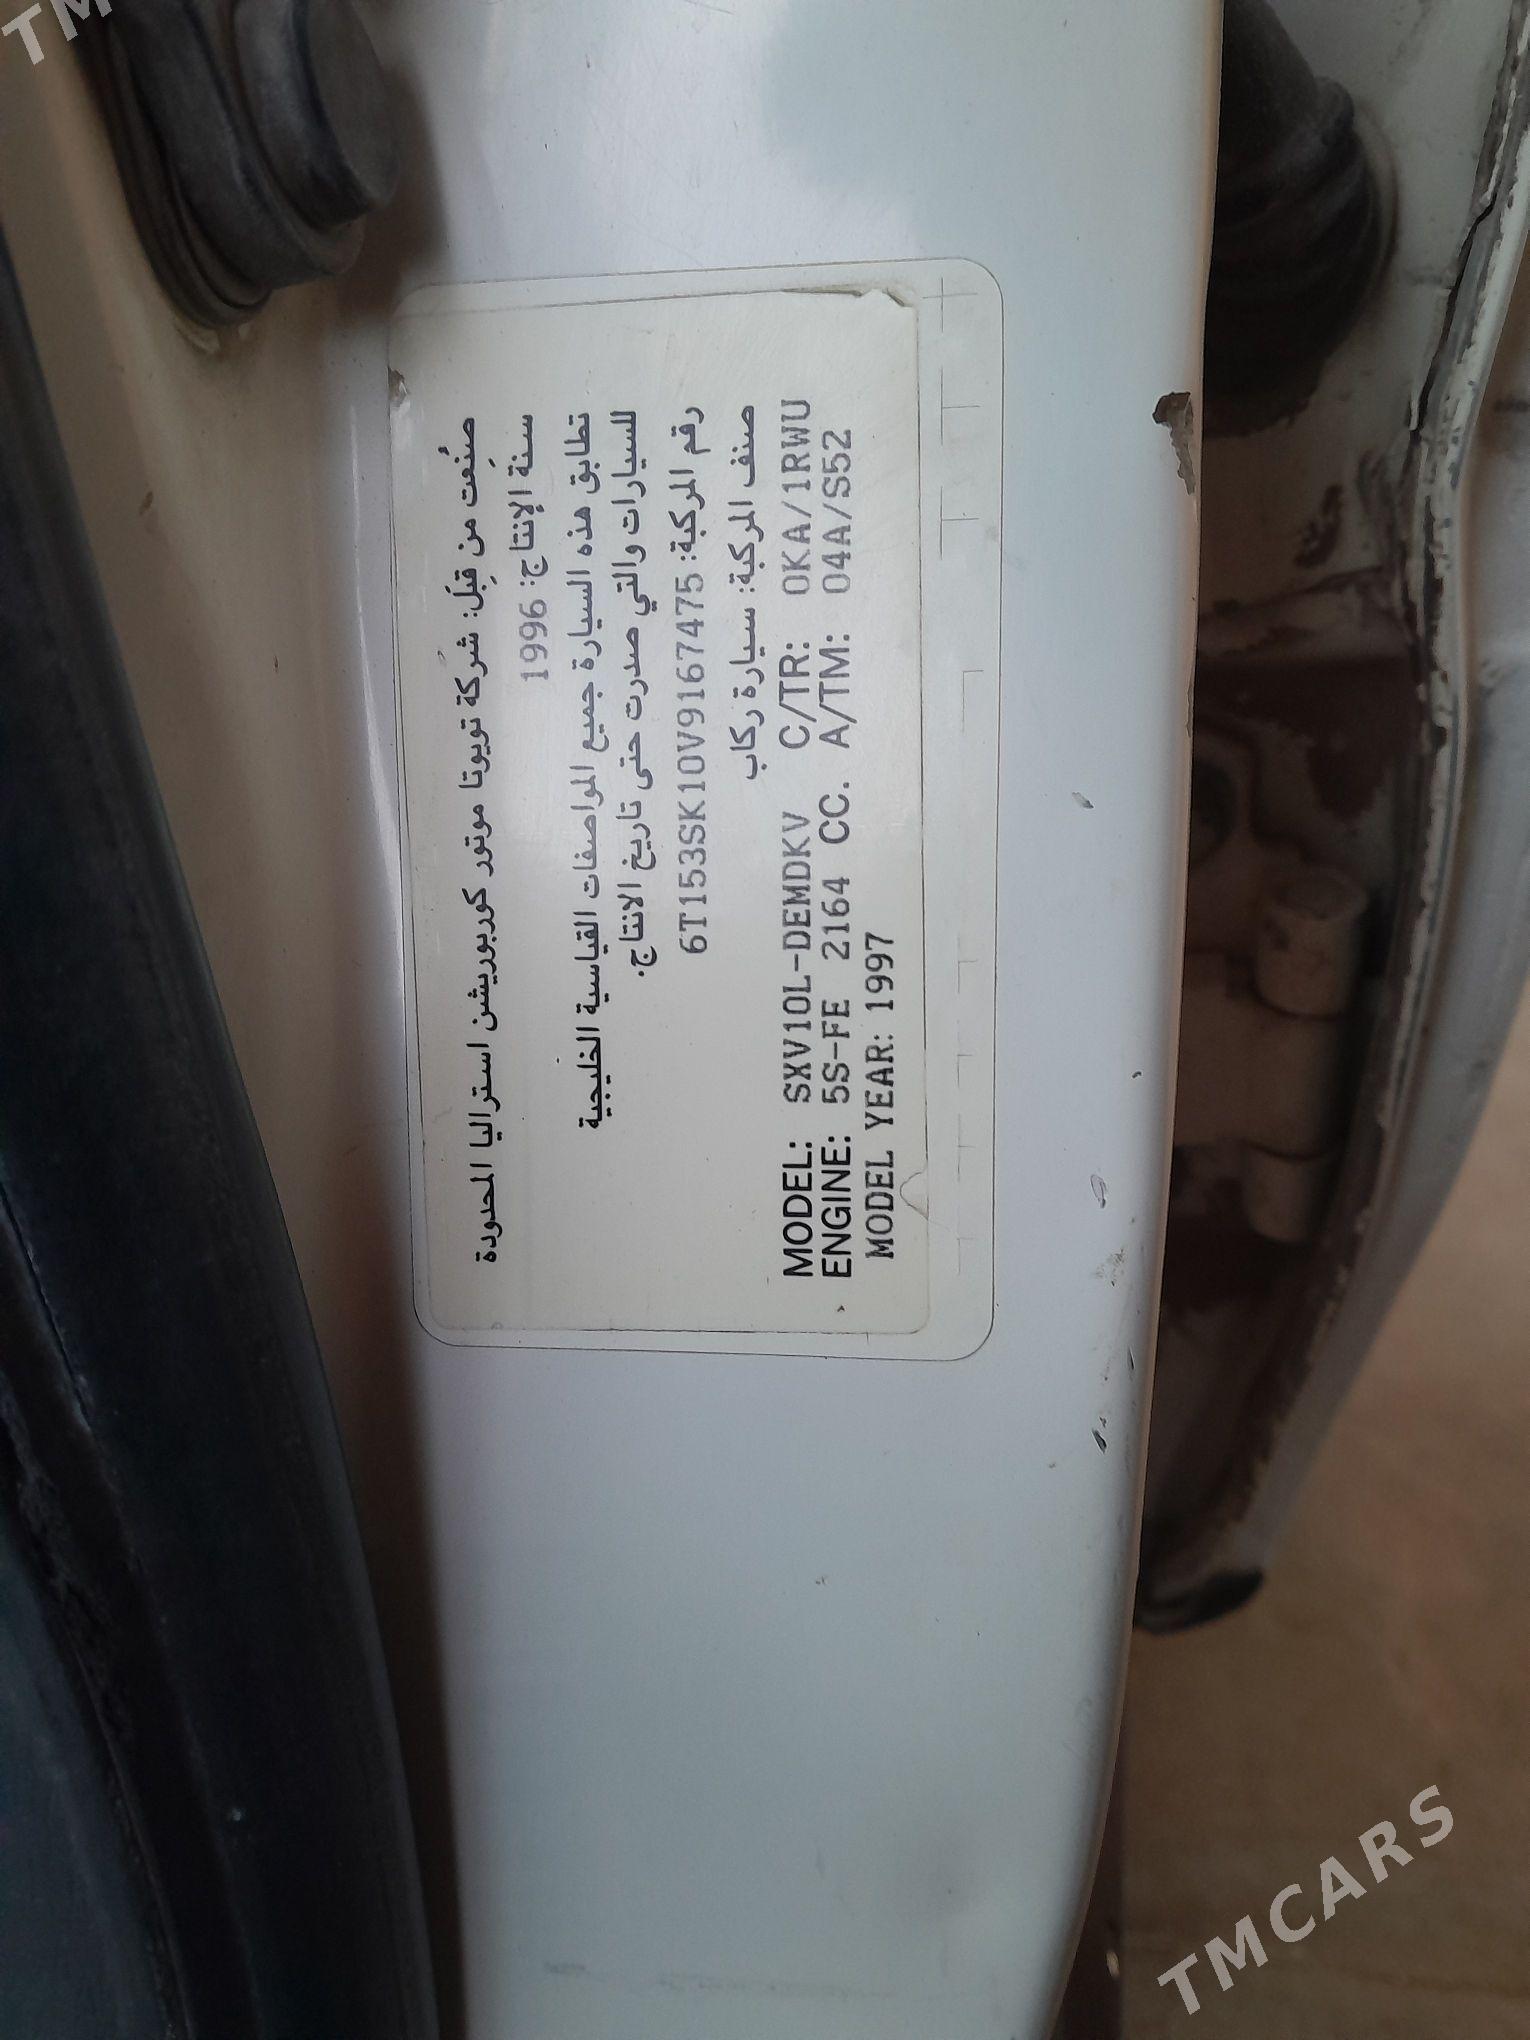 صُنعت من قِبَل: شركة تويوتا موتور كوربوريشن استراليا المحدودة
سنة الإنتاج: 1996
تطابق هذه السيارة جميع المواصفات القياسية الخليجية
للسيارات والتي صدرت حتى تاريخ الانتاج.
رقم المركبة: 6T153SK10V9167475
صنف المركبة: سيارة ركاب
MODEL: SXV10L-DEMDKV C/TR: 0KA/1RWU
ENGINE: 5S-FE 2164 CC. A/TM: 04A/S52
MODEL YEAR: 1997
TMCARS